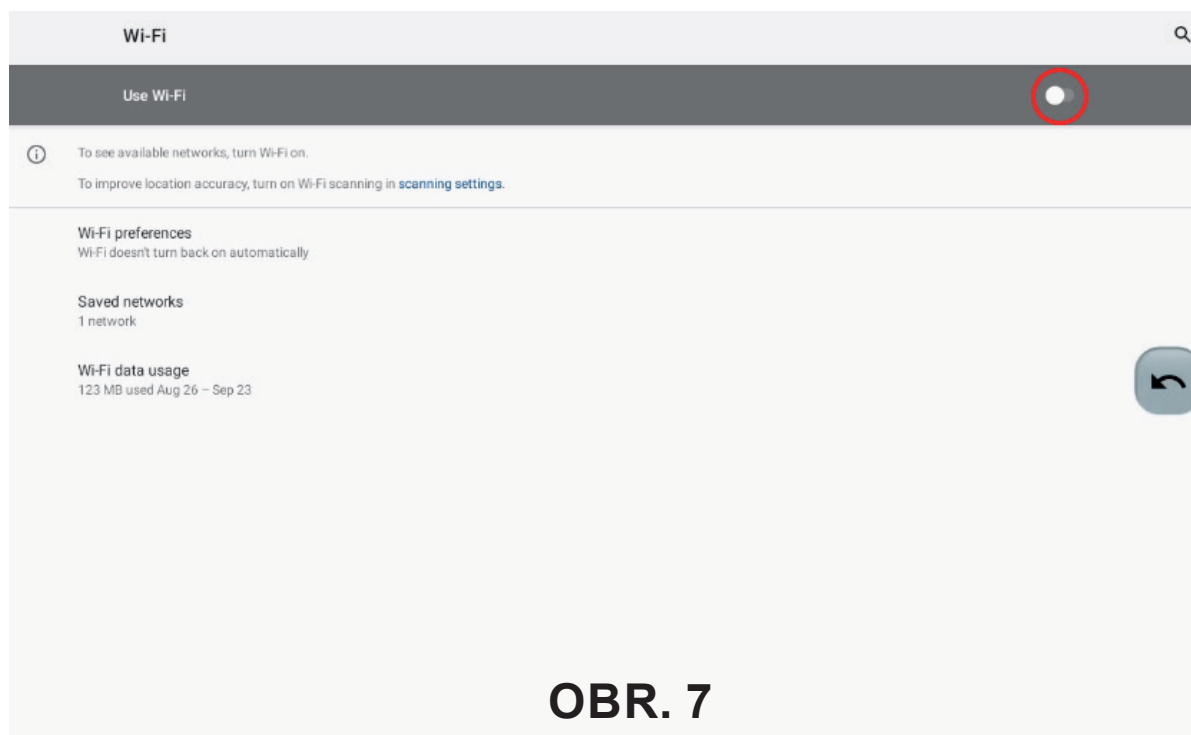 Wi-Fi
Use Wi-Fi
To see available networks, turn Wi-Fi on.
To improve location accuracy, turn on Wi-Fi scanning in scanning settings.
Wi-Fi preferences
Wi-Fi doesn't turn back on automatically
Saved networks
1 network
Wi-Fi data usage
123 MB used Aug 26 – Sep 23
OBR. 7